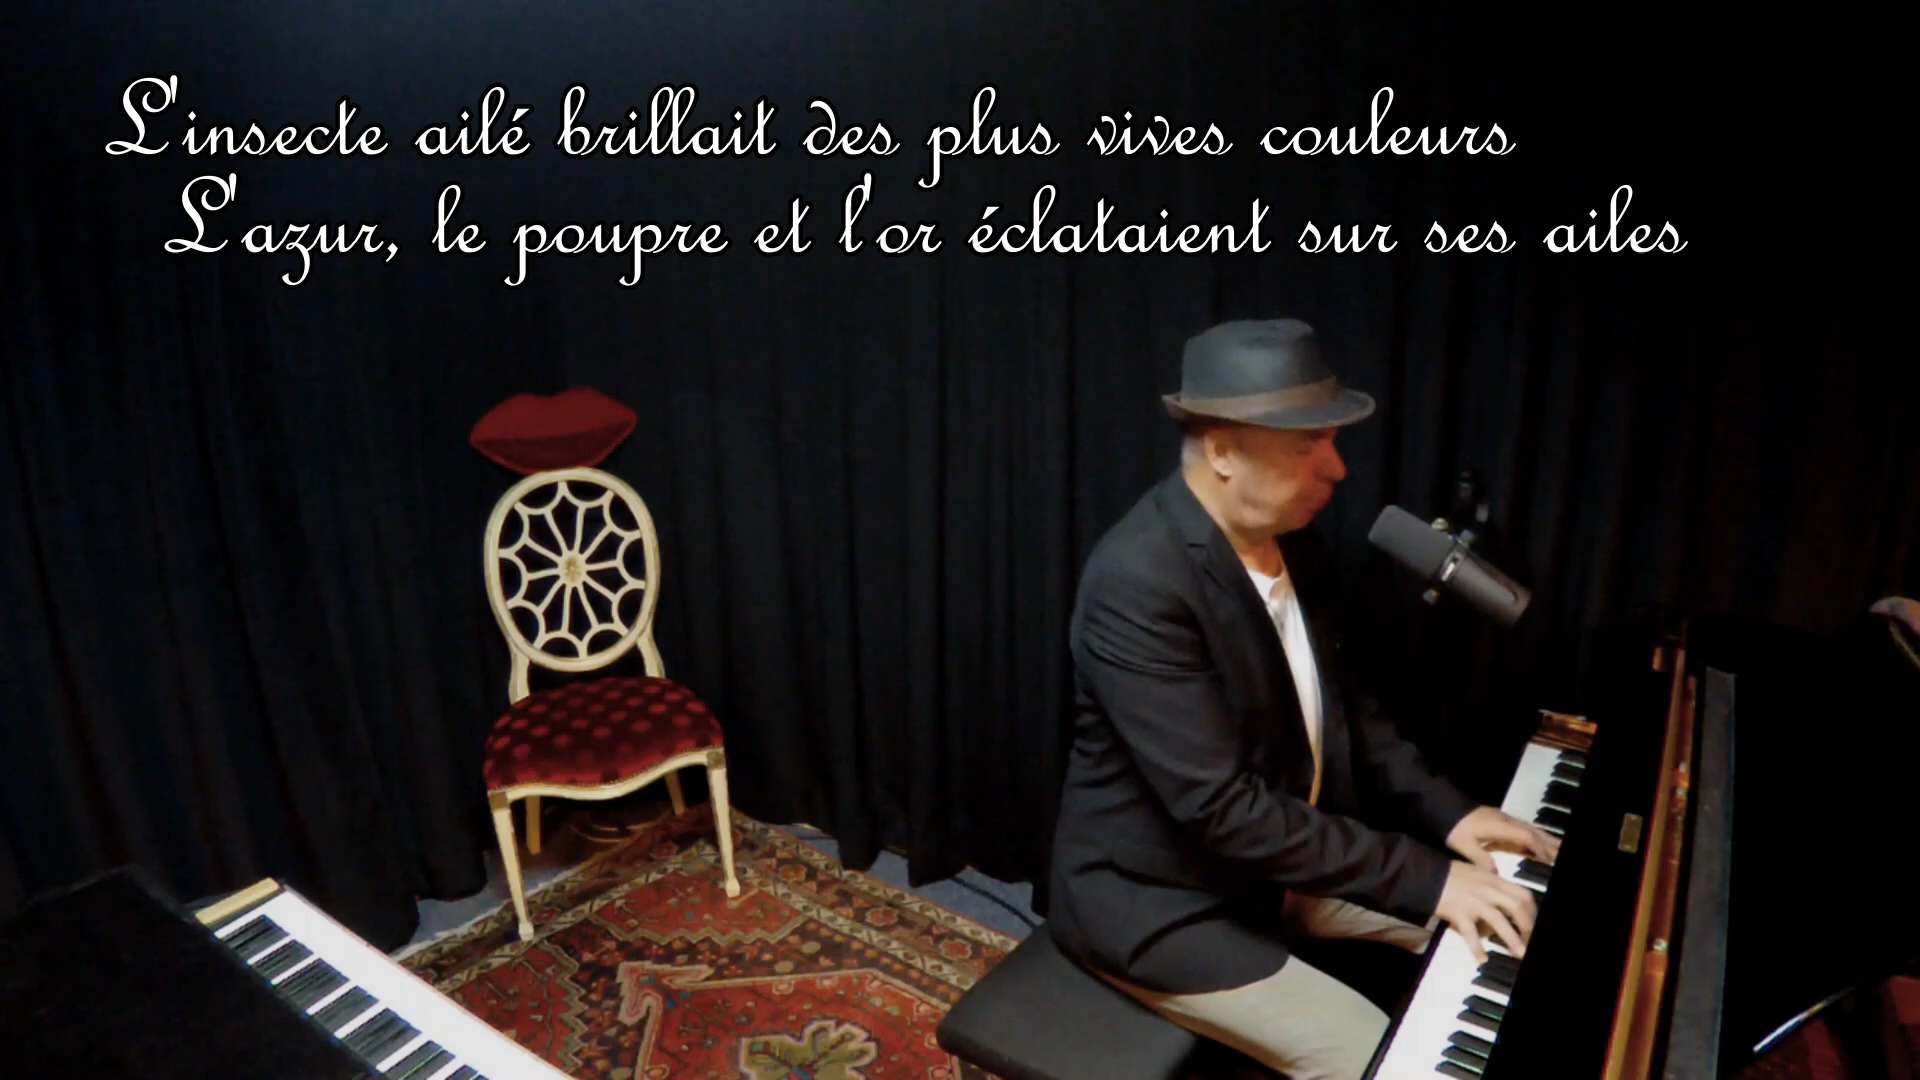 L'insecte ailé brillait des plus vives couleurs
L'azur, le poupre et l'or éclataient sur ses ailes